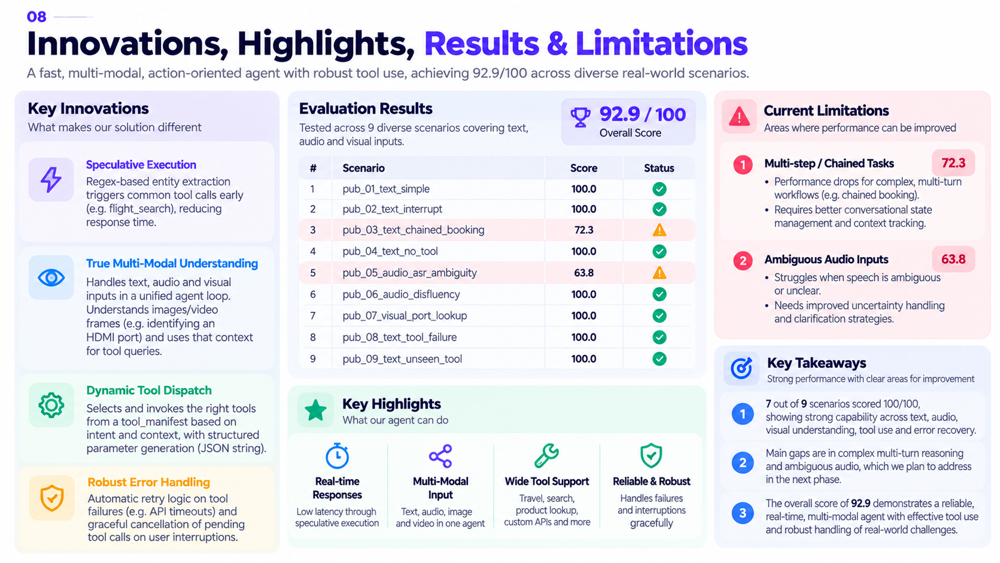 08
Innovations, Highlights, Results & Limitations
A fast, multi-modal, action-oriented agent with robust tool use, achieving 92.9/100 across diverse real-world scenarios.
Key Innovations
What makes our solution different
Speculative Execution
Regex-based entity extraction
triggers common tool calls early
(e.g. flight_search), reducing
response time.
True Multi-Modal Understanding
Handles text, audio and visual
inputs in a unified agent loop.
Understands images/video
frames (e.g. identifying an
HDMI port) and uses that context
for tool queries.
Dynamic Tool Dispatch
Selects and invokes the right tools
from a tool_manifest based on
intent and context, with structured
parameter generation (JSON string).
Robust Error Handling
Automatic retry logic on tool
failures (e.g. API timeouts) and
graceful cancellation of pending
tool calls on user interruptions.
Evaluation Results
Tested across 9 diverse scenarios covering text,
audio and visual inputs.
92.9 / 100
Overall Score
# Scenario Score Status
1 pub_01_text_simple 100.0
2 pub_02_text_interrupt 100.0
3 pub_03_text_chained_booking 72.3
4 pub_04_text_no_tool 100.0
5 pub_05_audio_asr_ambiguity 63.8
6 pub_06_audio_disfluency 100.0
7 pub_07_visual_port_lookup 100.0
8 pub_08_text_tool_failure 100.0
9 pub_09_text_unseen_tool 100.0
Key Highlights
What our agent can do
Real-time
Responses
Low latency through
speculative execution
Multi-Modal
Input
Text, audio, image
and video in one agent
Wide Tool Support
Travel, search,
product lookup,
custom APIs and more
Reliable & Robust
Handles failures
and interruptions
gracefully
Current Limitations
Areas where performance can be improved
1 Multi-step / Chained Tasks 72.3
• Performance drops for complex, multi-turn
workflows (e.g. chained booking).
• Requires better conversational state
management and context tracking.
2 Ambiguous Audio Inputs 63.8
• Struggles when speech is ambiguous
or unclear.
• Needs improved uncertainty handling
and clarification strategies.
Key Takeaways
Strong performance with clear areas for improvement
1
7 out of 9 scenarios scored 100/100,
showing strong capability across text, audio,
visual understanding, tool use and error recovery.
2
Main gaps are in complex multi-turn reasoning
and ambiguous audio, which we plan to address
in the next phase.
3
The overall score of 92.9 demonstrates a reliable,
real-time, multi-modal agent with effective tool use
and robust handling of real-world challenges.